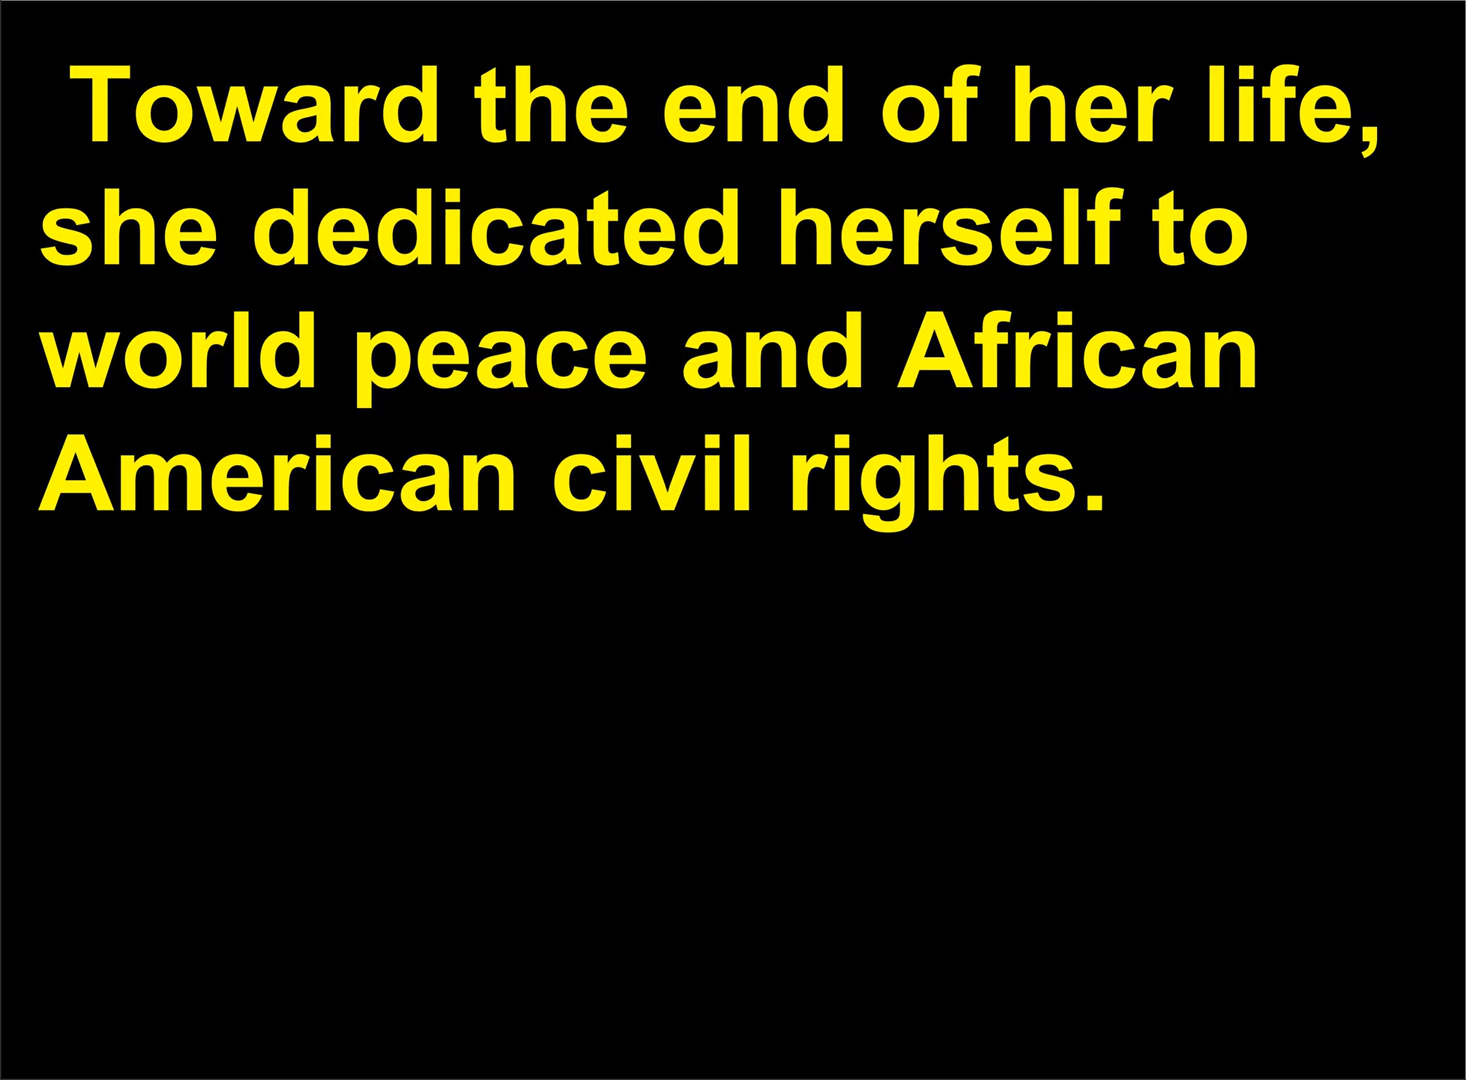 Toward the end of her life,
she dedicated herself to
world peace and African
American civil rights.